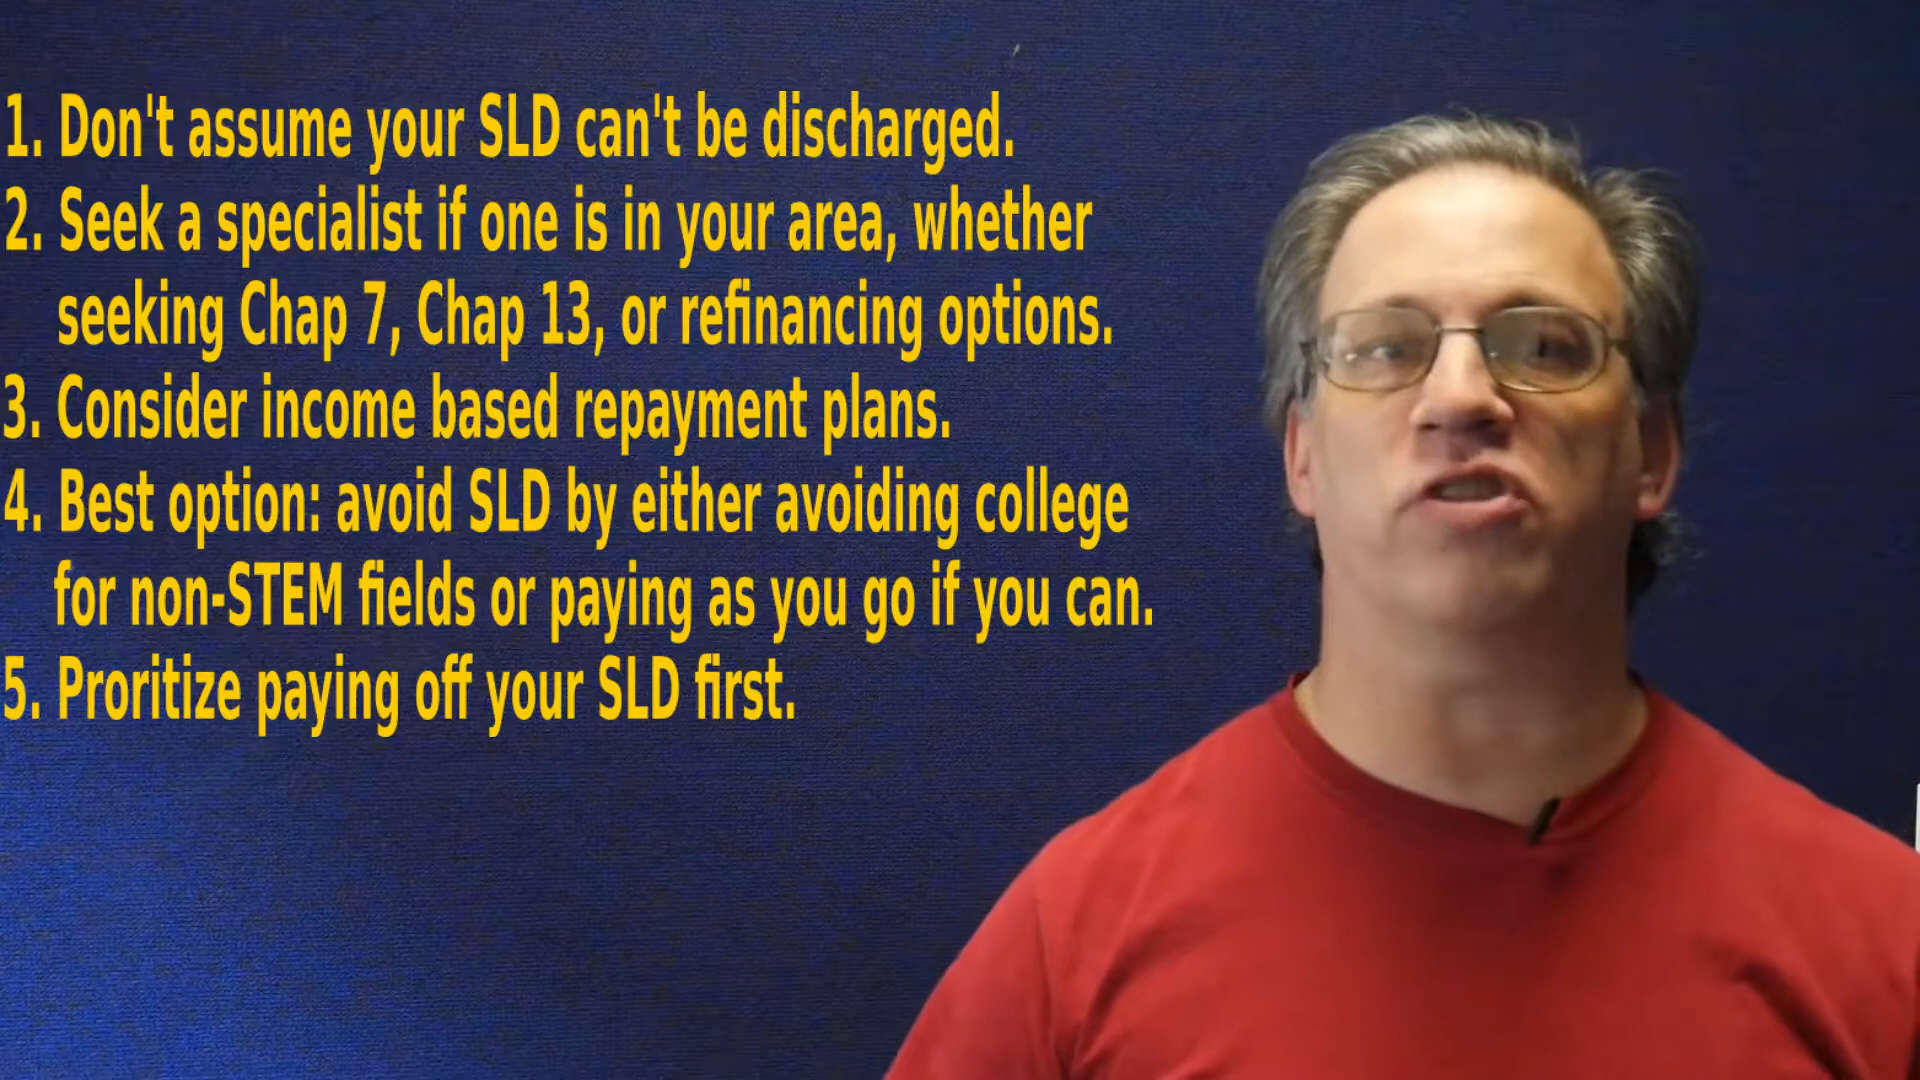 1. Don't assume your SLD can't be discharged.
2. Seek a specialist if one is in your area, whether
seeking Chap 7, Chap 13, or refinancing options.
3. Consider income based repayment plans.
4. Best option: avoid SLD by either avoiding college
for non-STEM fields or paying as you go if you can.
5. Proritize paying off your SLD first.